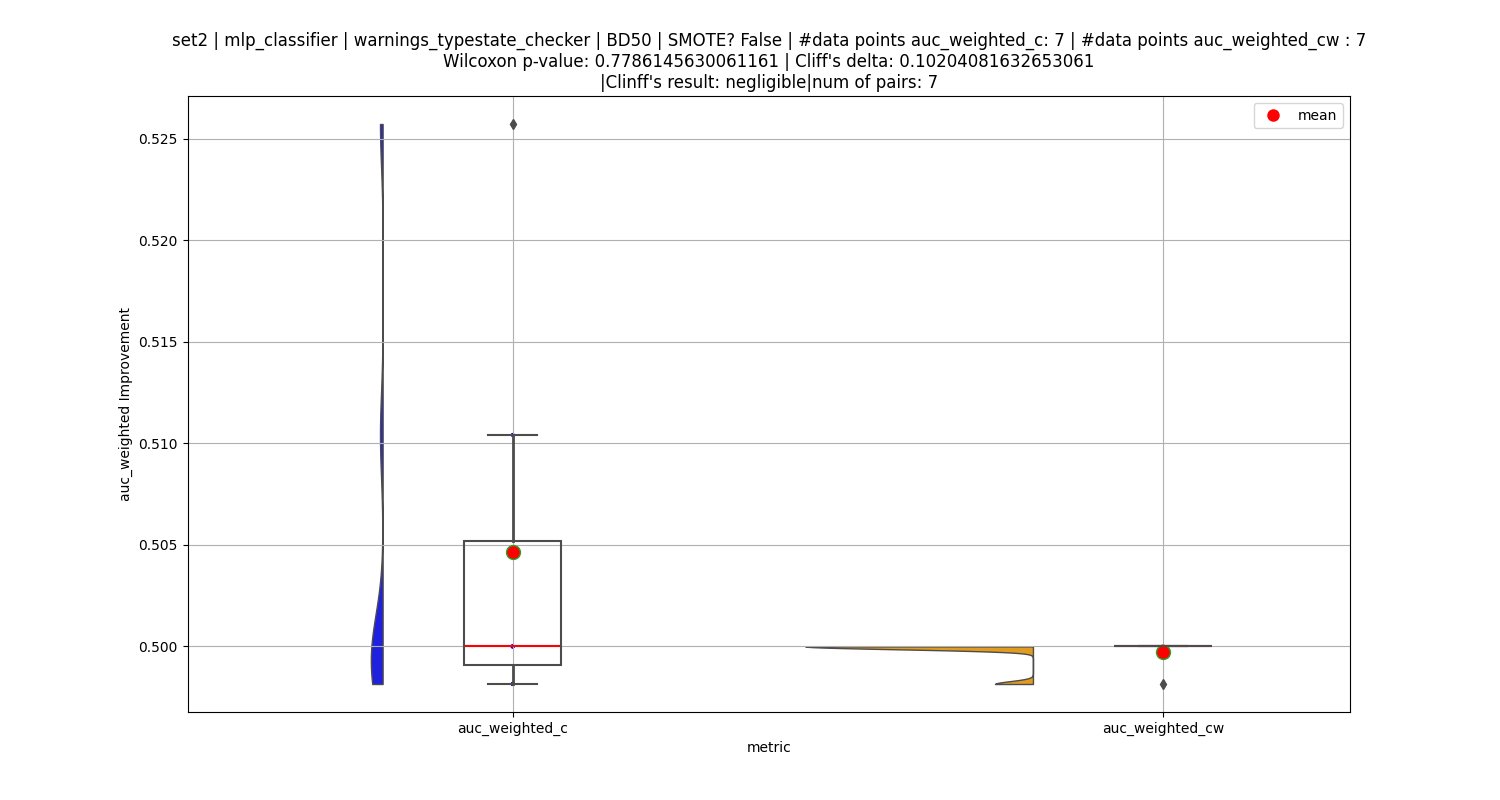 set2 | mlp_classifier | warnings_typestate_checker | BD50 | SMOTE? False | #data points auc_weighted_c: 7 | #data points auc_weighted_cw : 7
Wilcoxon p-value: 0.7786145630061161 | Cliff's delta: 0.10204081632653061
|Clinff's result: negligible|num of pairs: 7
mean
0.525
0.520
0.515
0.510
0.505
0.500
auc_weighted Improvement
auc_weighted_c
auc_weighted_cw
metric